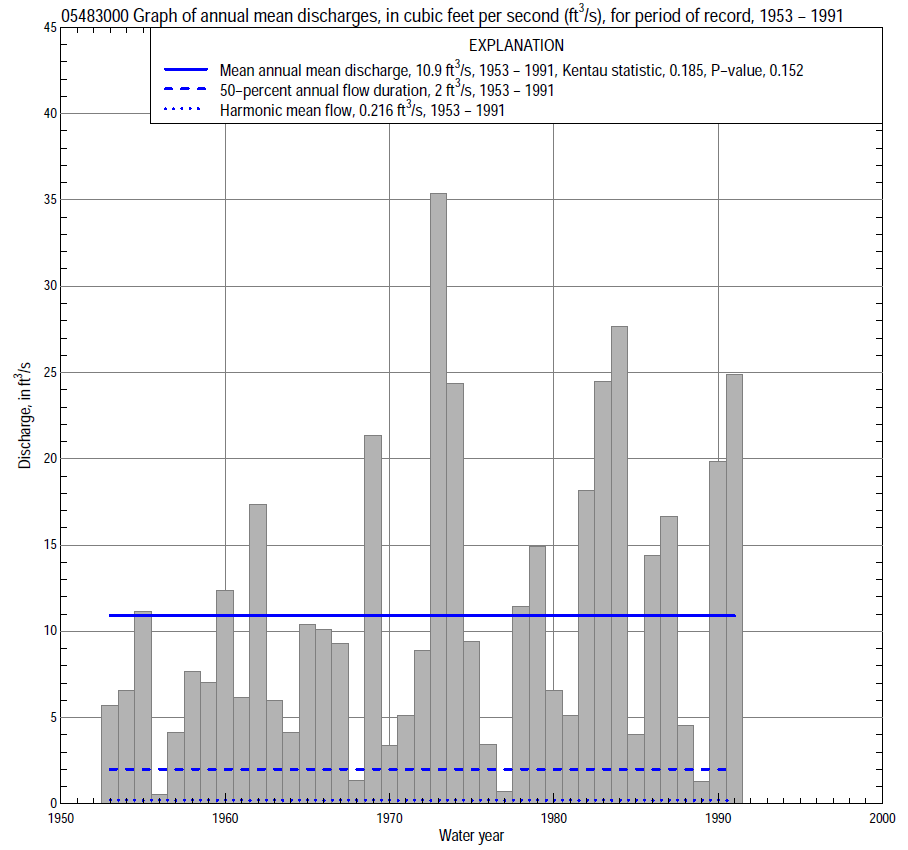 05483000 Graph of annual mean discharges, in cubic feet per second (ft³/s), for period of record, 1953 – 1991
EXPLANATION
Mean annual mean discharge, 10.9 ft³/s, 1953 – 1991, Kentau statistic, 0.185, P–value, 0.152
50–percent annual flow duration, 2 ft³/s, 1953 – 1991
Harmonic mean flow, 0.216 ft³/s, 1953 – 1991
45
40
35
30
25
20
15
10
5
0
Discharge, in ft³/s
1950 1960 1970 1980 1990 2000
Water year